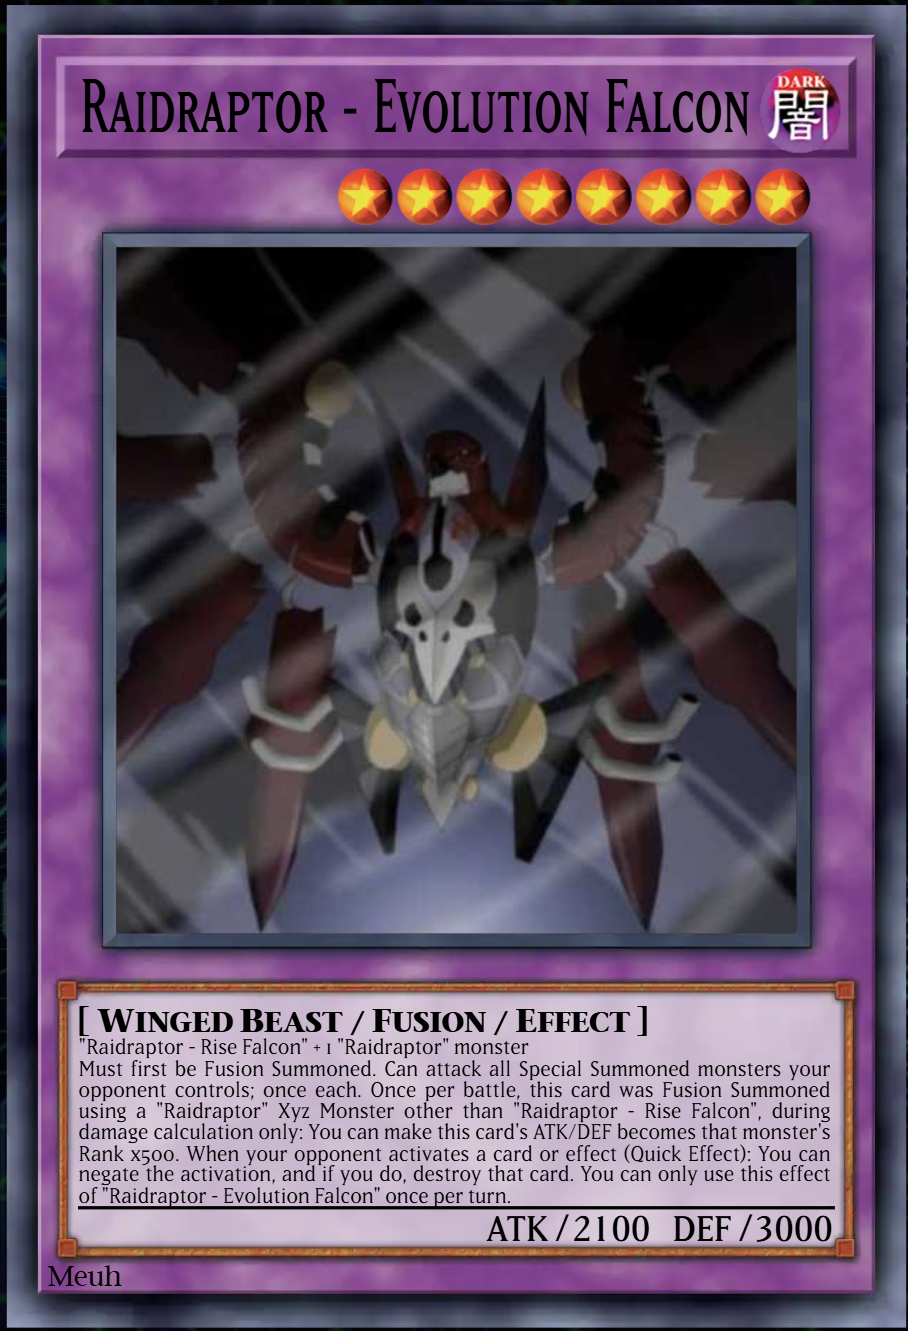 Raidraptor - Evolution Falcon
DARK
闇
[ Winged Beast / Fusion / Effect ]
"Raidraptor - Rise Falcon" + 1 "Raidraptor" monster
Must first be Fusion Summoned. Can attack all Special Summoned monsters your
opponent controls; once each. Once per battle, this card was Fusion Summoned
using a "Raidraptor" Xyz Monster other than "Raidraptor - Rise Falcon", during
damage calculation only: You can make this card's ATK/DEF becomes that monster's
Rank x500. When your opponent activates a card or effect (Quick Effect): You can
negate the activation, and if you do, destroy that card. You can only use this effect
of "Raidraptor - Evolution Falcon" once per turn.
ATK/2100 DEF/3000
Meuh